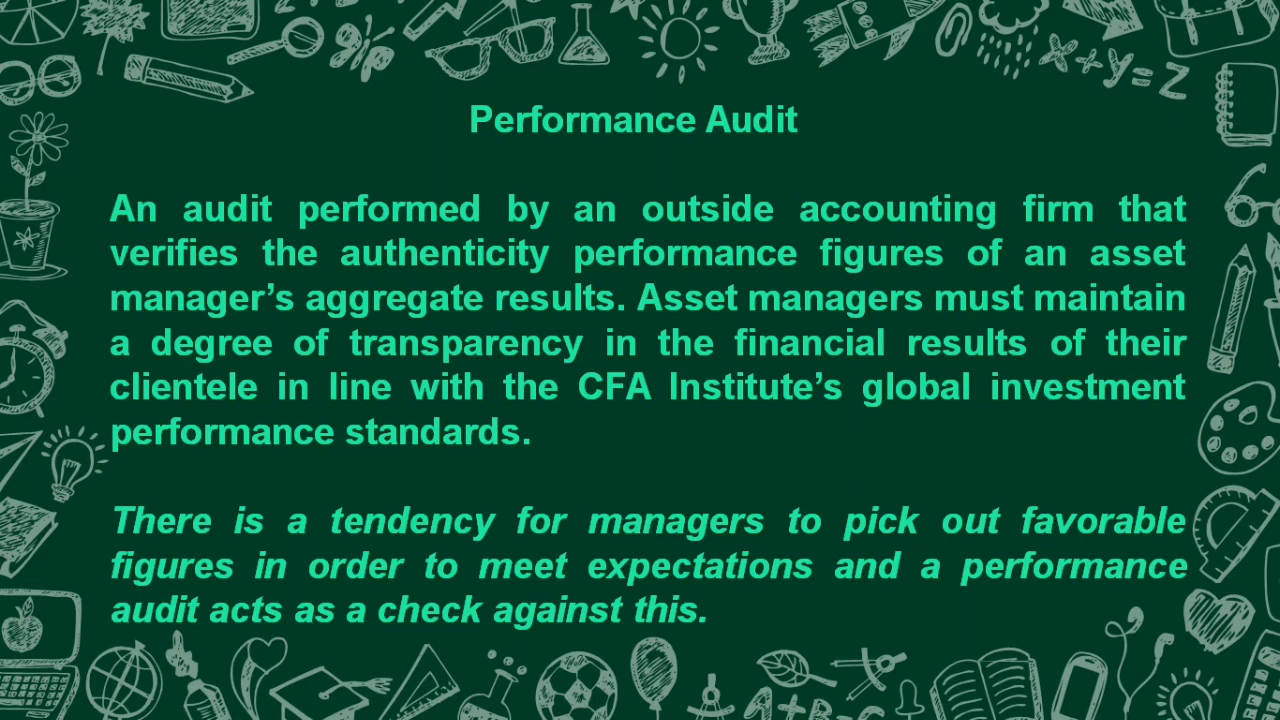 x+y=z
Performance Audit
An audit performed by an outside accounting firm that
verifies the authenticity performance figures of an asset
manager’s aggregate results. Asset managers must maintain
a degree of transparency in the financial results of their
clientele in line with the CFA Institute’s global investment
performance standards.
There is a tendency for managers to pick out favorable
figures in order to meet expectations and a performance
audit acts as a check against this.
A+B=C